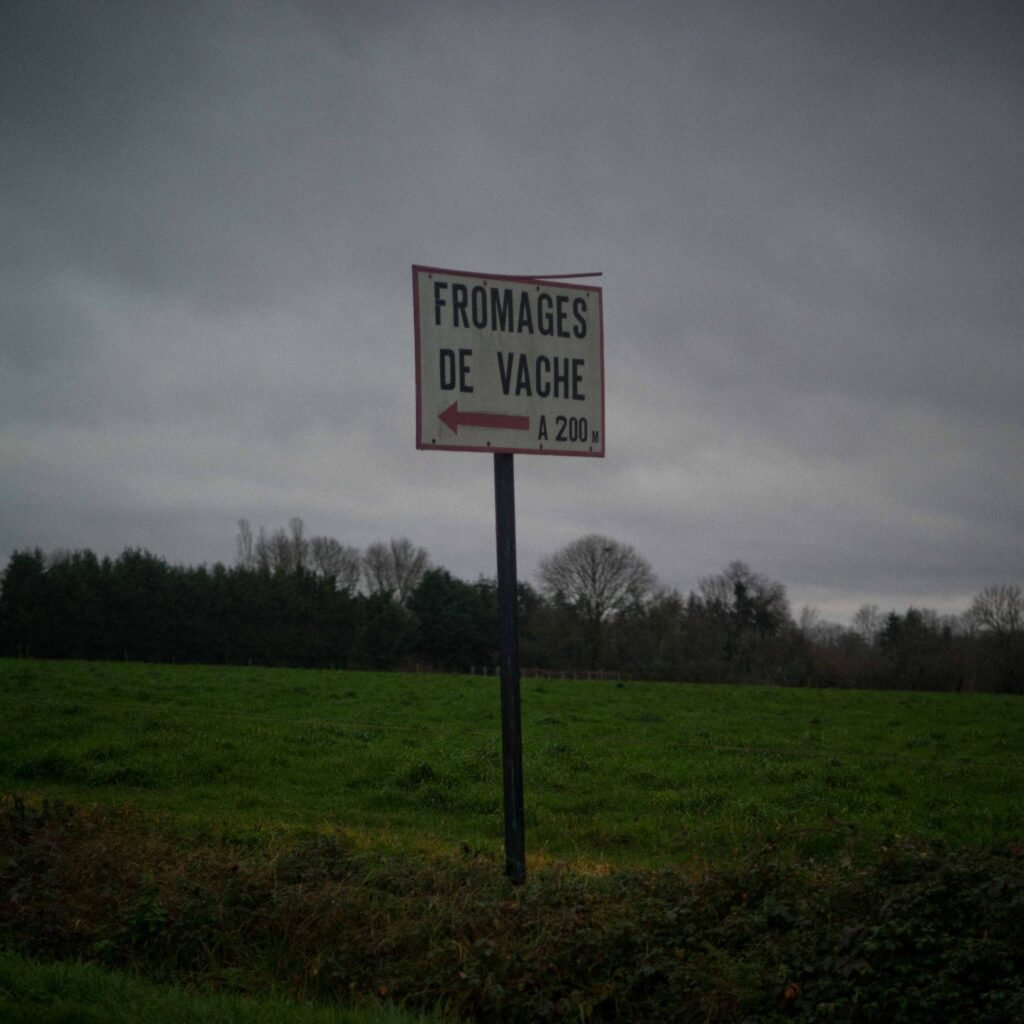 FROMAGES
DE VACHE
A 200 M